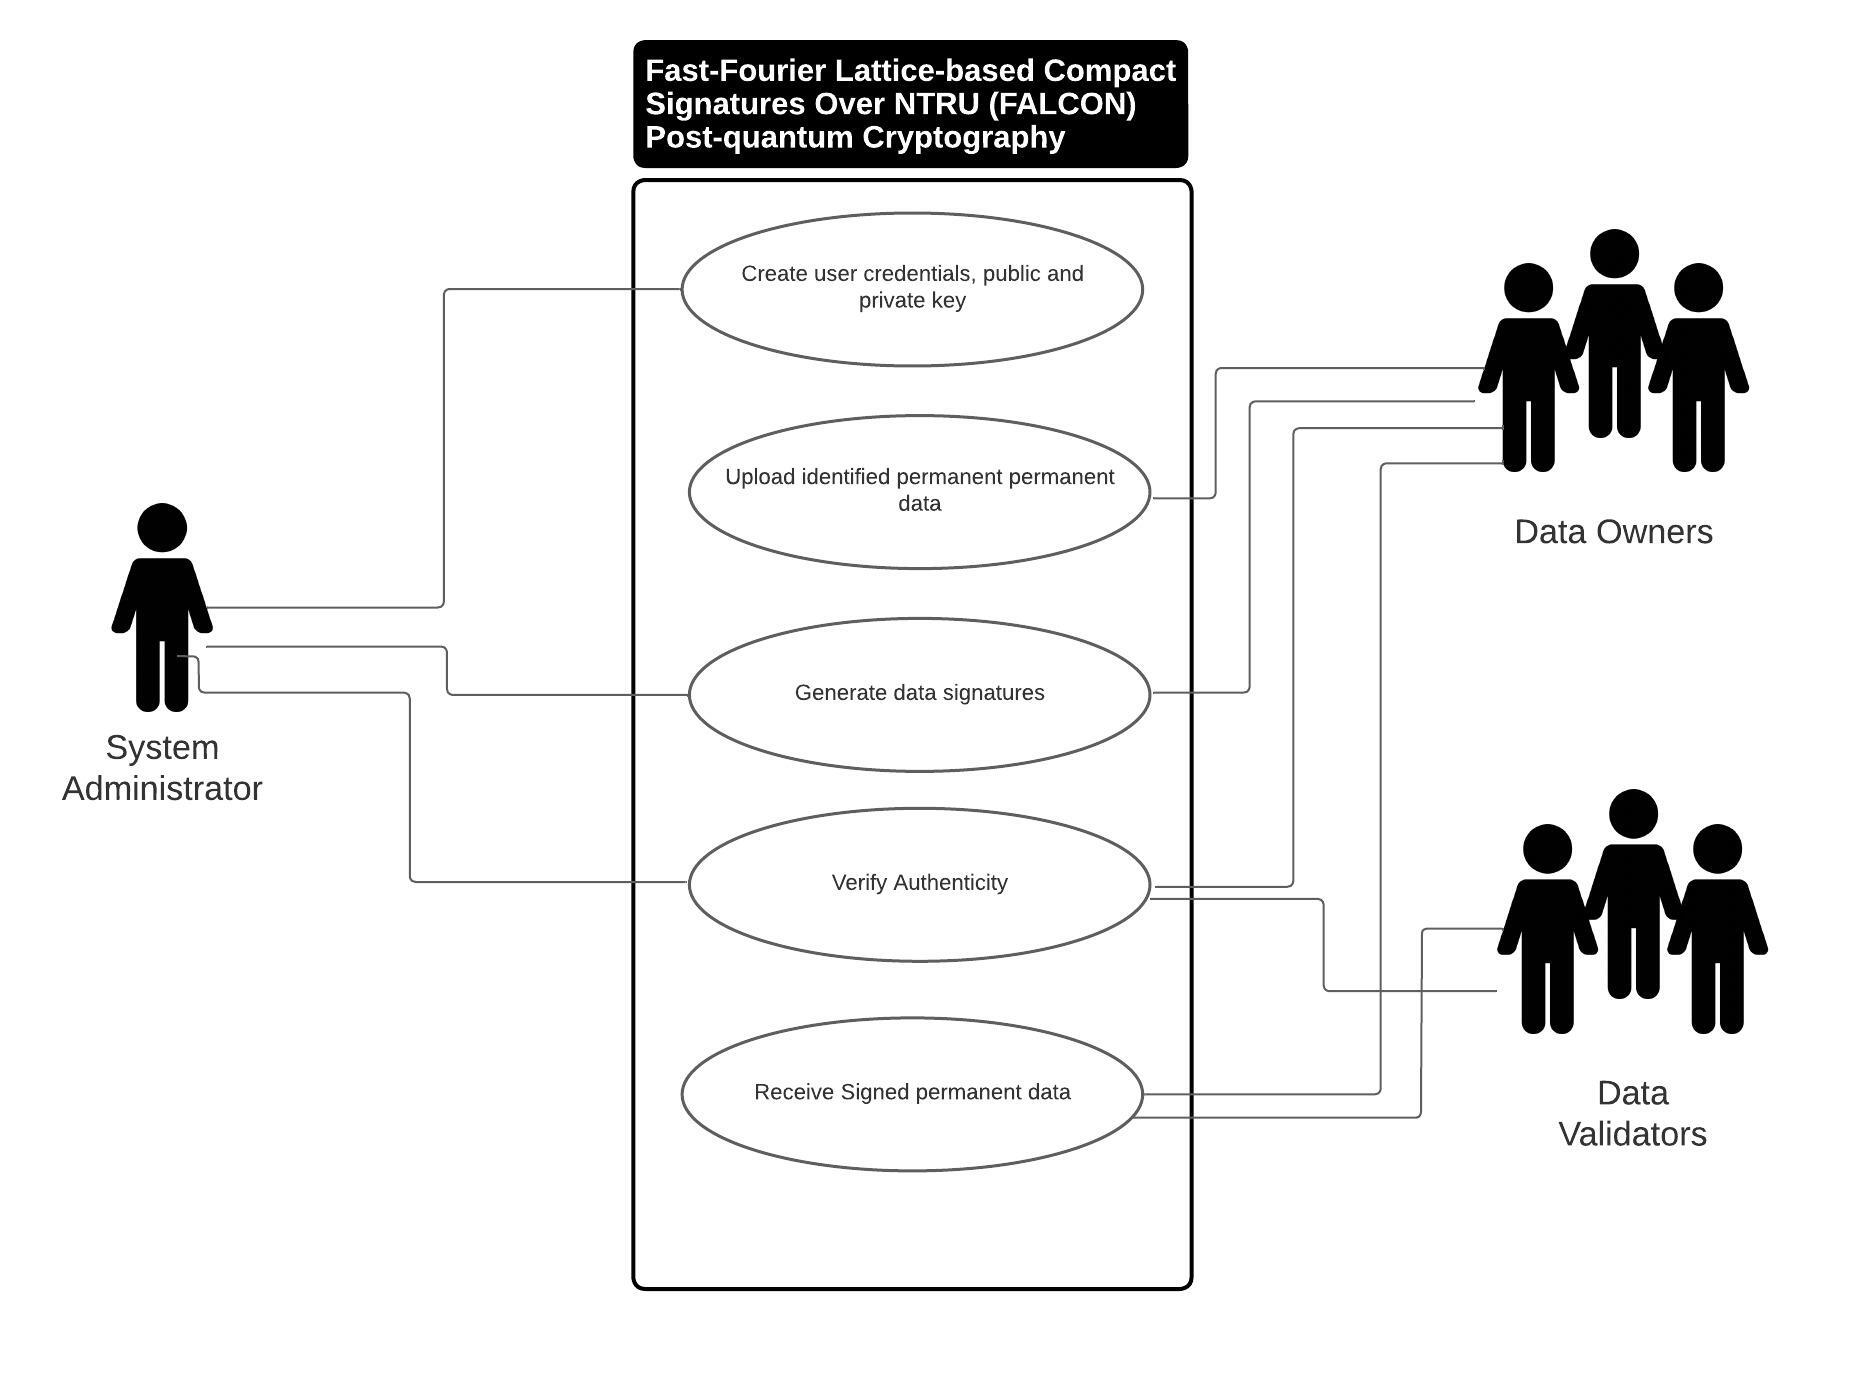 Fast-Fourier Lattice-based Compact
Signatures Over NTRU (FALCON)
Post-quantum Cryptography
Create user credentials, public and
private key
Upload identified permanent permanent
data
Generate data signatures
Verify Authenticity
Receive Signed permanent data
System
Administrator
Data Owners
Data
Validators